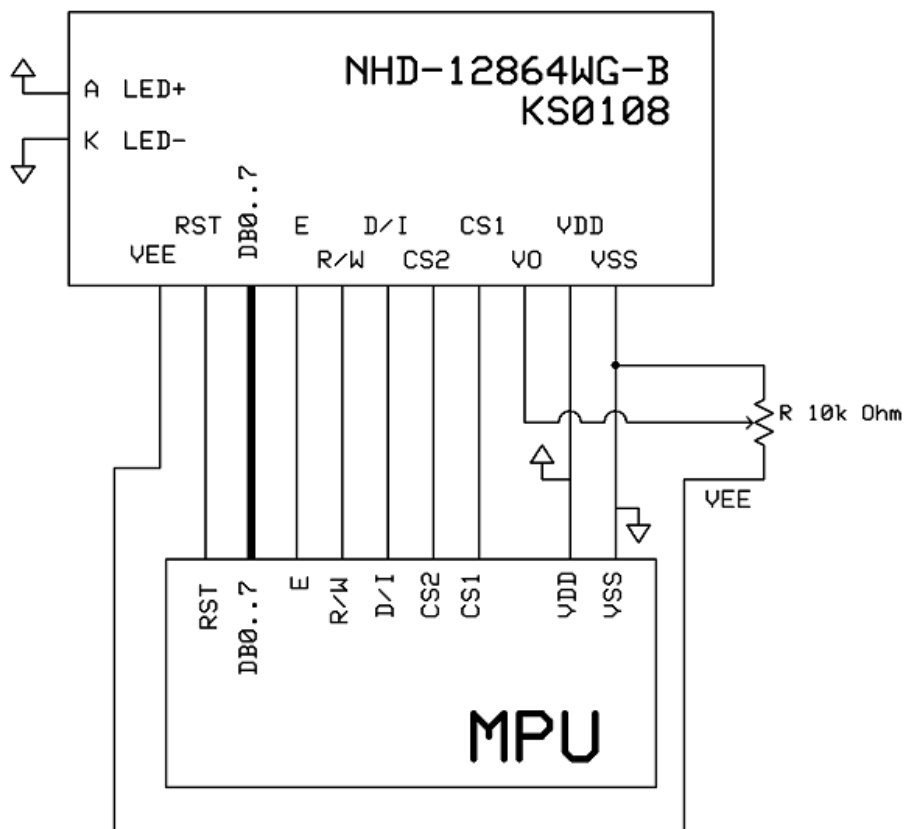 NHD-12864WG-B
KS0108
A LED+
K LED-
RST DB0..7 E D/I CS1 VDD
VEE R/W CS2 VO VSS
R 10k Ohm
VEE
RST DB0..7 E R/W D/I CS2 CS1 VDD VSS
MPU